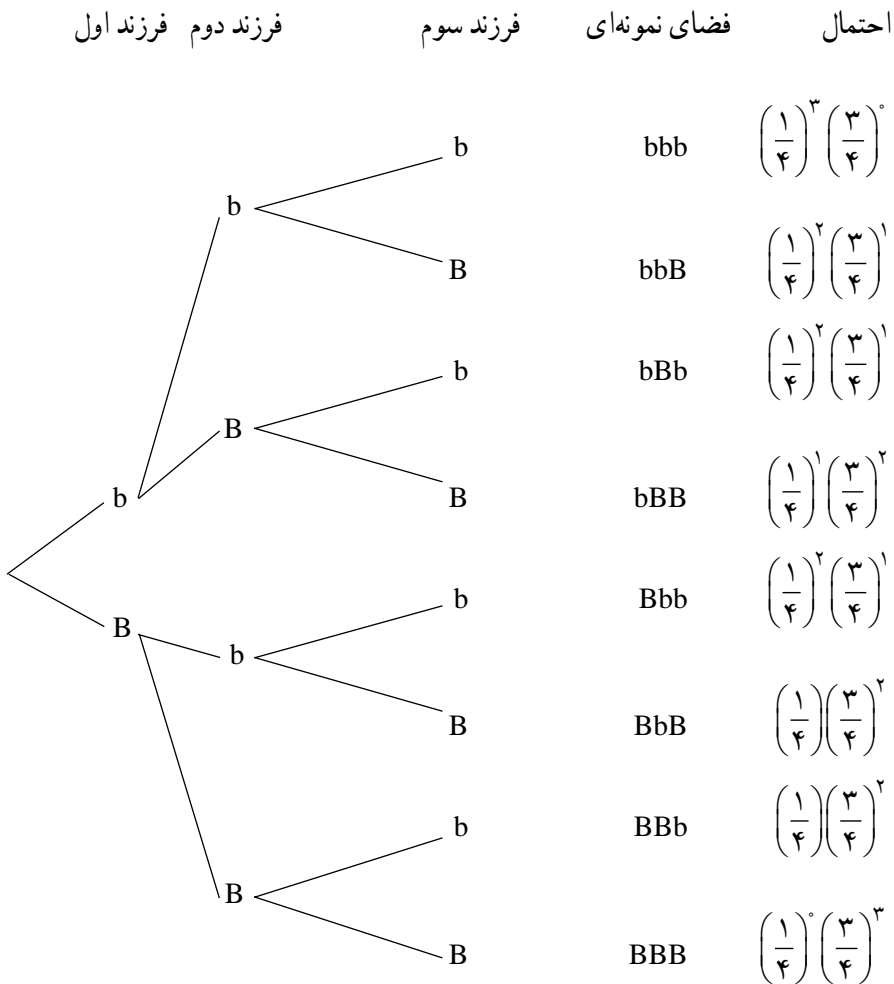 احتمال فضای نمونه‌ای فرزند سوم فرزند دوم فرزند اول
b bbb (۱/۴)^۳ (۳/۴)^۰
b
B bbB (۱/۴)^۲ (۳/۴)^۱
b bBb (۱/۴)^۲ (۳/۴)^۱
B
b B bBB (۱/۴)^۱ (۳/۴)^۲
b Bbb (۱/۴)^۲ (۳/۴)^۱
B
b
B BbB (۱/۴)(۳/۴)^۲
b BBb (۱/۴)(۳/۴)^۲
B
B BBB (۱/۴)^۰ (۳/۴)^۳